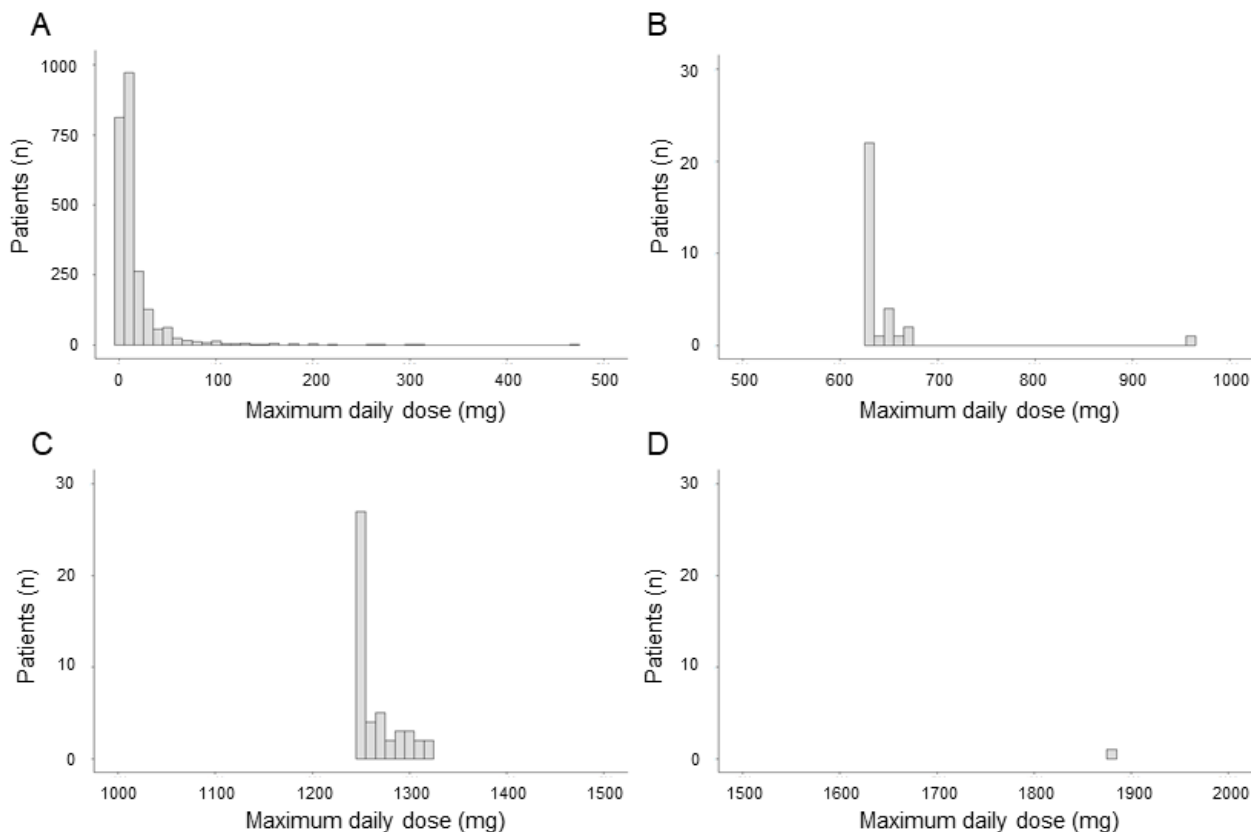 A
Patients (n)
1000
750
500
250
0
0 100 200 300 400 500
Maximum daily dose (mg)
B
Patients (n)
30
20
10
0
500 600 700 800 900 1000
Maximum daily dose (mg)
C
Patients (n)
30
20
10
0
1000 1100 1200 1300 1400 1500
Maximum daily dose (mg)
D
Patients (n)
30
20
10
0
1500 1600 1700 1800 1900 2000
Maximum daily dose (mg)